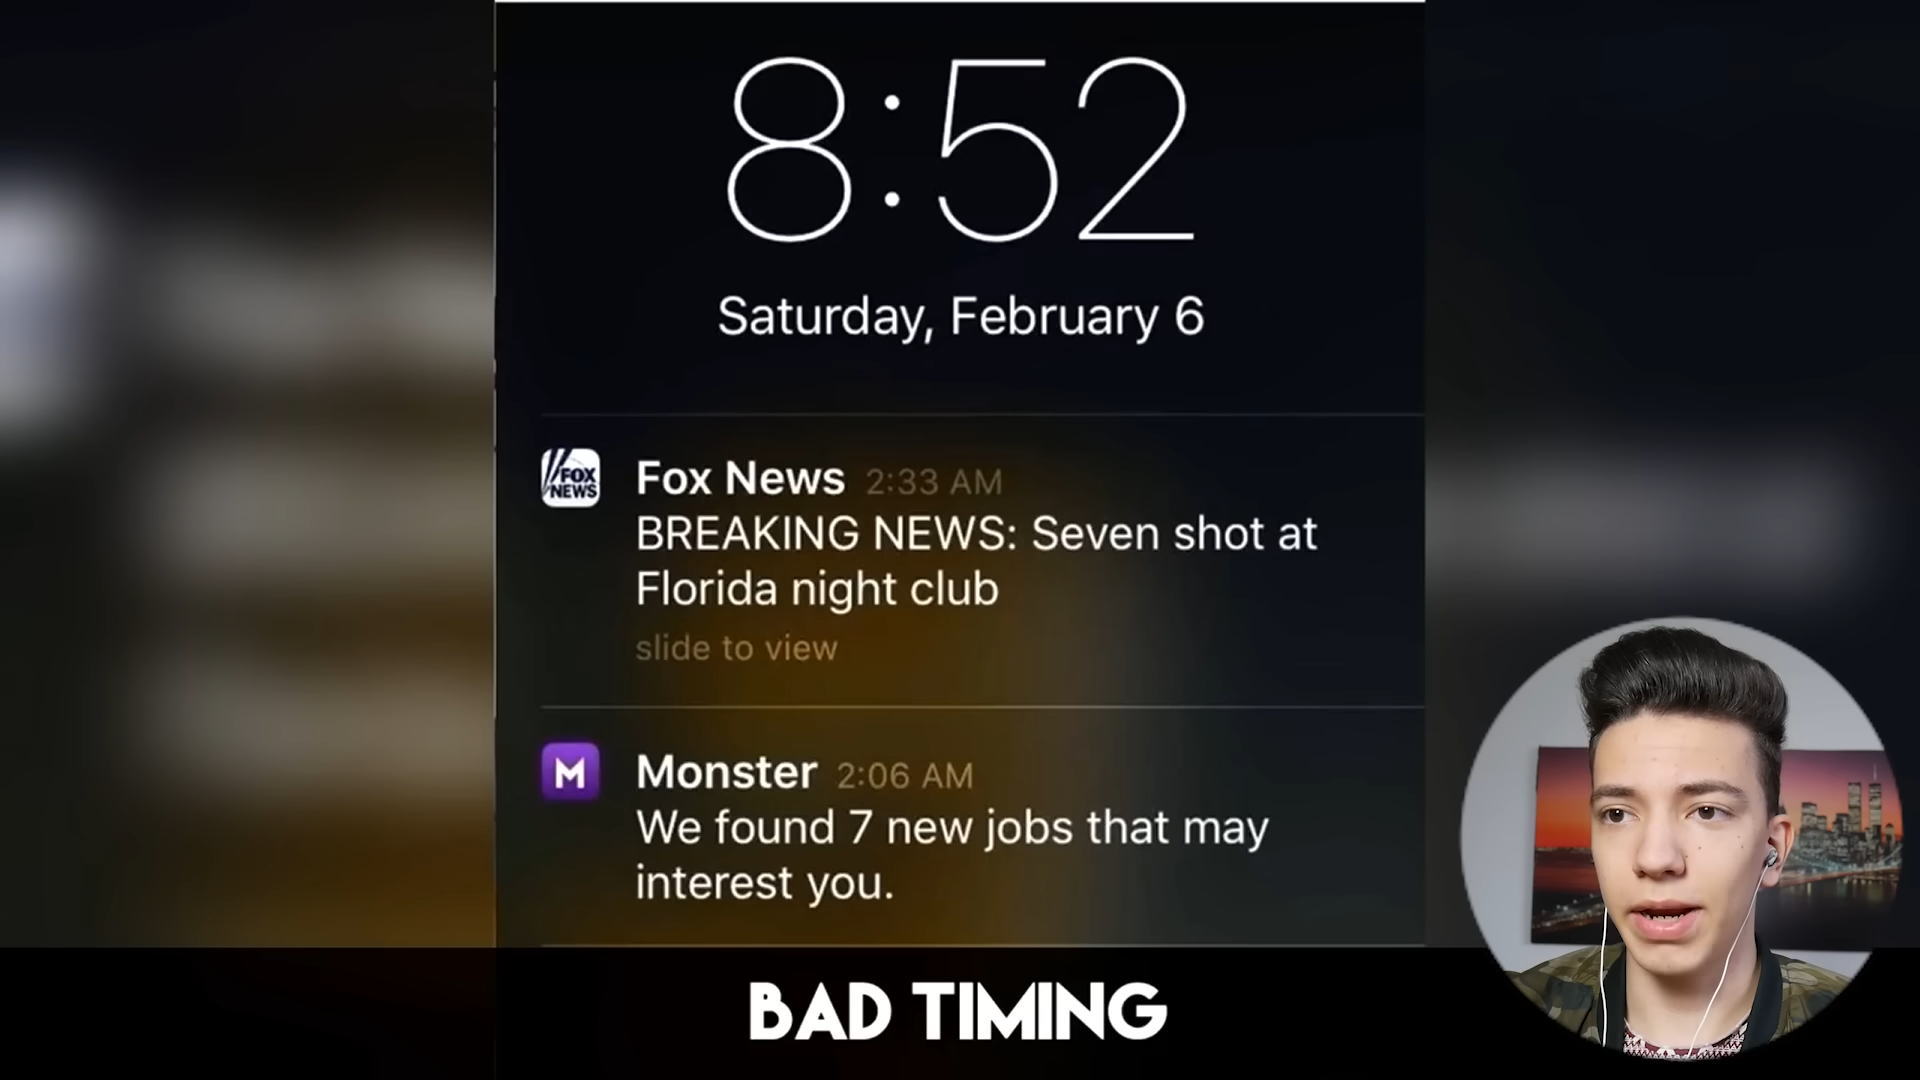 8:52
Saturday, February 6
FOX
NEWS
Fox News 2:33 AM
BREAKING NEWS: Seven shot at
Florida night club
slide to view
M
Monster 2:06 AM
We found 7 new jobs that may
interest you.
BAD TIMING